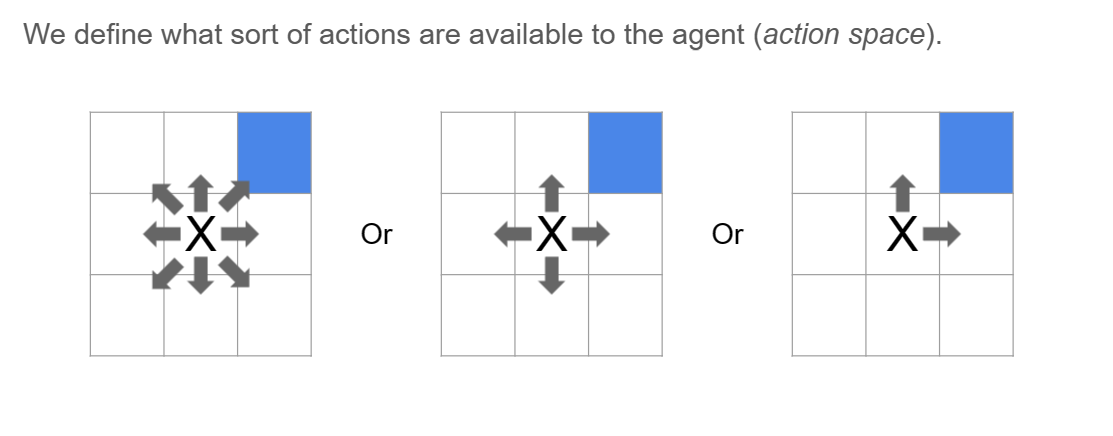 We define what sort of actions are available to the agent (action space).
X Or X Or X